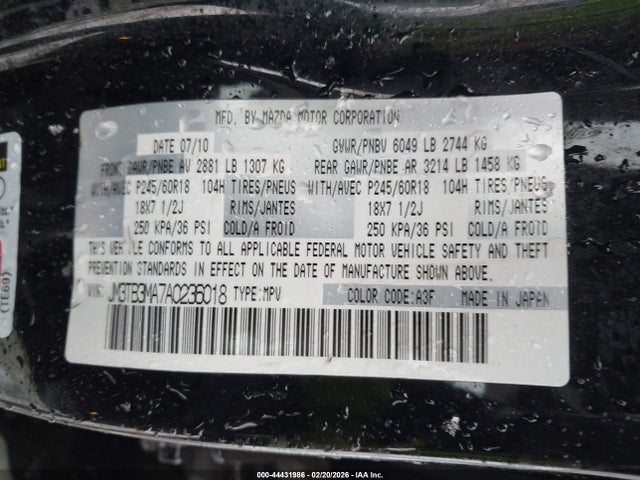 MFD. BY MAZDA MOTOR CORPORATION
DATE 07/10 GVWR/PNBV 6049 LB 2744 KG
FRONT GAWR/PNBE AV 2881 LB 1307 KG REAR GAWR/PNBE AR 3214 LB 1458 KG
WITH/AVEC P245/60R18 104H TIRES/PNEUS WITH/AVEC P245/60R18 104H TIRES/PNEUS
18X7 1/2J RIMS/JANTES 18X7 1/2J RIMS/JANTES
250 KPA/36 PSI COLD/A FROID 250 KPA/36 PSI COLD/A FROID
THIS VEHICLE CONFORMS TO ALL APPLICABLE FEDERAL MOTOR VEHICLE SAFETY AND THEFT
PREVENTION STANDARDS IN EFFECT ON THE DATE OF MANUFACTURE SHOWN ABOVE.
VIN: JM3TB3MA7A0236018 TYPE:MPV COLOR CODE:A3F MADE IN JAPAN
(TE69)
000-44431986 - 02/20/2026 - IAA Inc.